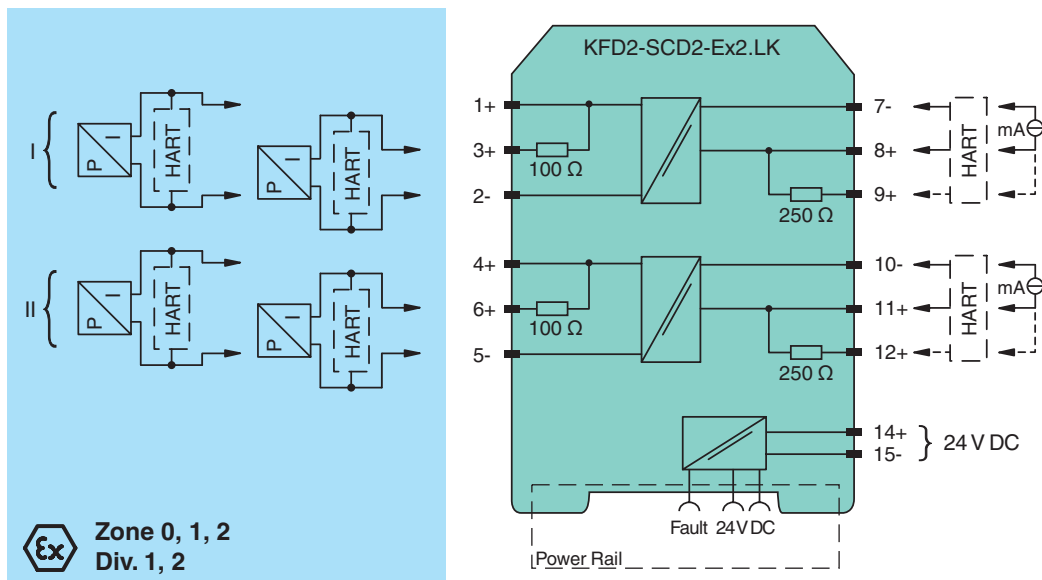 KFD2-SCD2-Ex2.LK
I
P
I
HART
P
I
HART
1+
3+
100 Ω
2-
7-
8+
9+
250 Ω
HART
mA
II
P
I
HART
P
I
HART
4+
6+
100 Ω
5-
10-
11+
12+
250 Ω
HART
mA
14+
15-
24 V DC
Fault 24V DC
Power Rail
Ex
Zone 0, 1, 2
Div. 1, 2